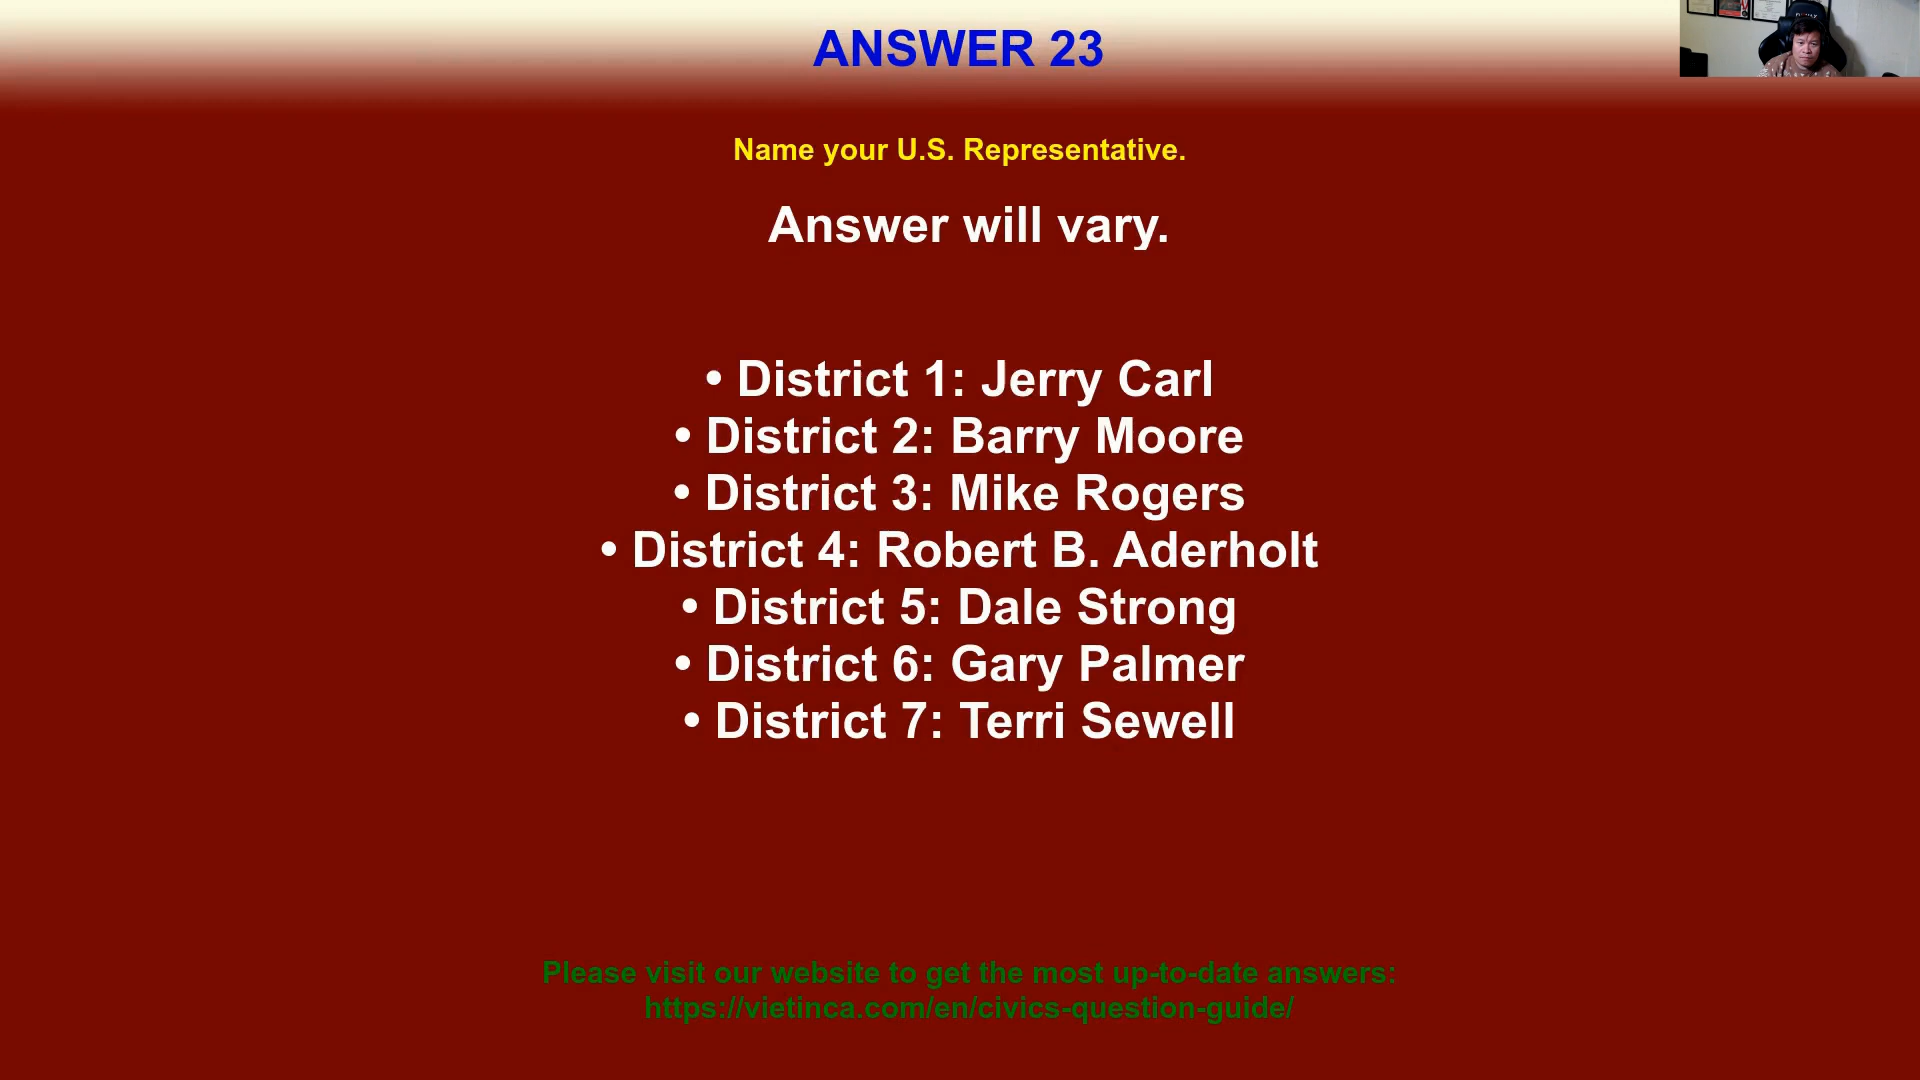 ANSWER 23
Name your U.S. Representative.
Answer will vary.
• District 1: Jerry Carl
• District 2: Barry Moore
• District 3: Mike Rogers
• District 4: Robert B. Aderholt
• District 5: Dale Strong
• District 6: Gary Palmer
• District 7: Terri Sewell
Please visit our website to get the most up-to-date answers:
https://vietinca.com/en/civics-question-guide/